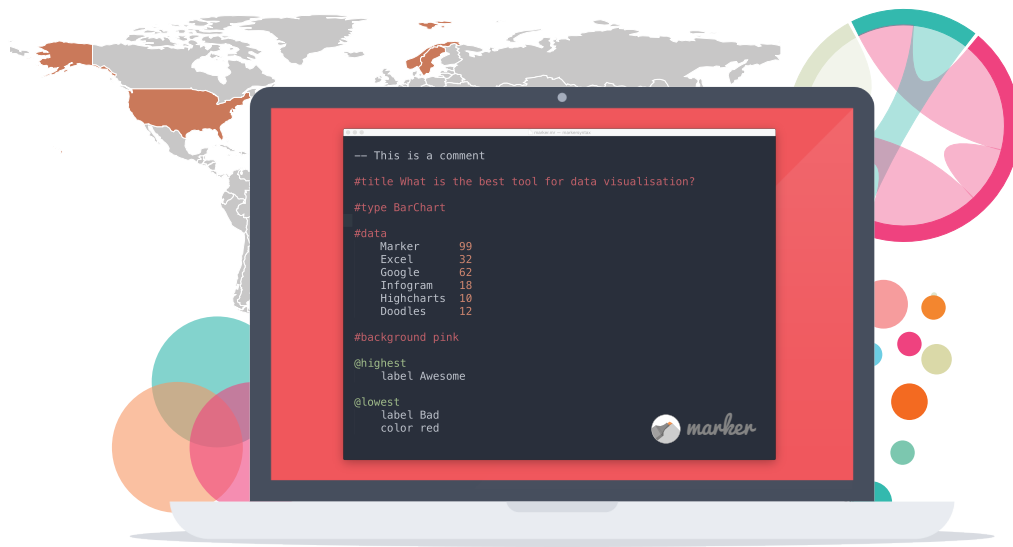 -- This is a comment
#title What is the best tool for data visualisation?
#type BarChart
#data
Marker 99
Excel 32
Google 62
Infogram 18
Highcharts 10
Doodles 12
#background pink
@highest
label Awesome
@lowest
label Bad
color red
marker